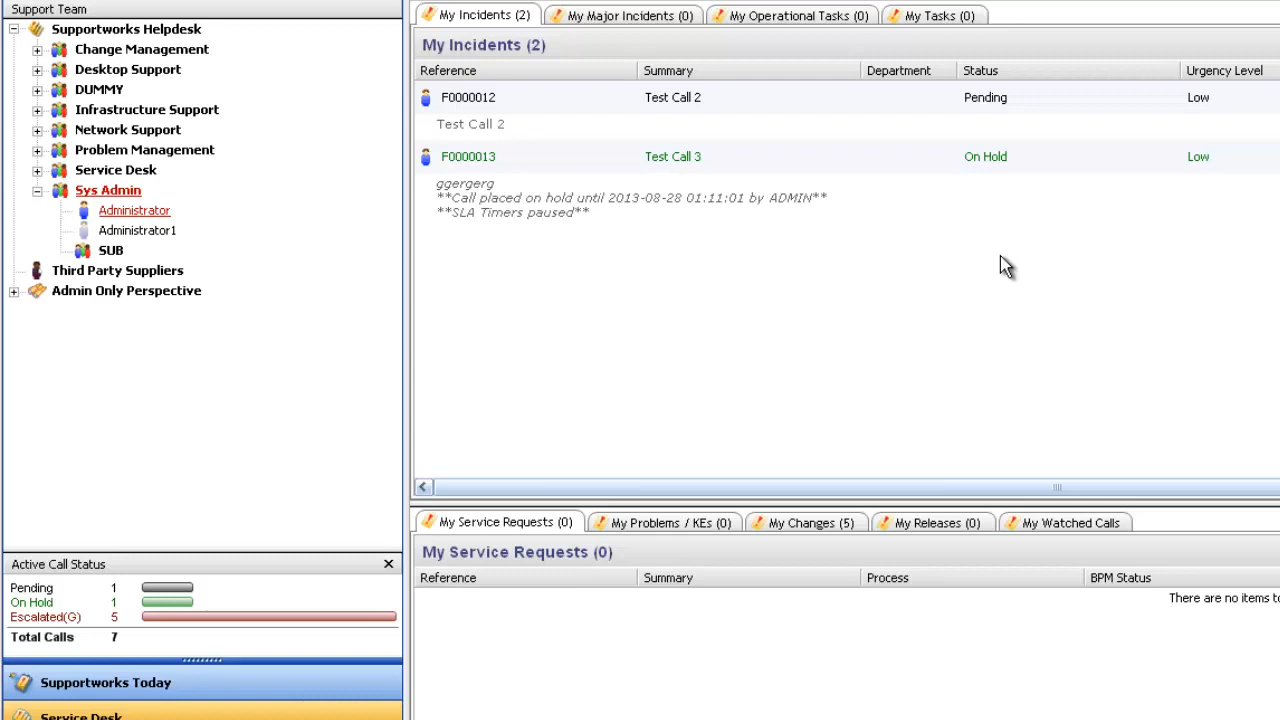 Support Team
Supportworks Helpdesk
Change Management
Desktop Support
DUMMY
Infrastructure Support
Network Support
Problem Management
Service Desk
Sys Admin
Administrator
Administrator1
SUB
Third Party Suppliers
Admin Only Perspective
Active Call Status
Pending 1
On Hold 1
Escalated(G) 5
Total Calls 7
Supportworks Today
Service Desk
My Incidents (2) My Major Incidents (0) My Operational Tasks (0) My Tasks (0)
My Incidents (2)
Reference Summary Department Status Urgency Level
F0000012 Test Call 2 Pending Low
Test Call 2
F0000013 Test Call 3 On Hold Low
ggergerg
**Call placed on hold until 2013-08-28 01:11:01 by ADMIN**
**SLA Timers paused**
My Service Requests (0) My Problems / KEs (0) My Changes (5) My Releases (0) My Watched Calls
My Service Requests (0)
Reference Summary Process BPM Status
There are no items to